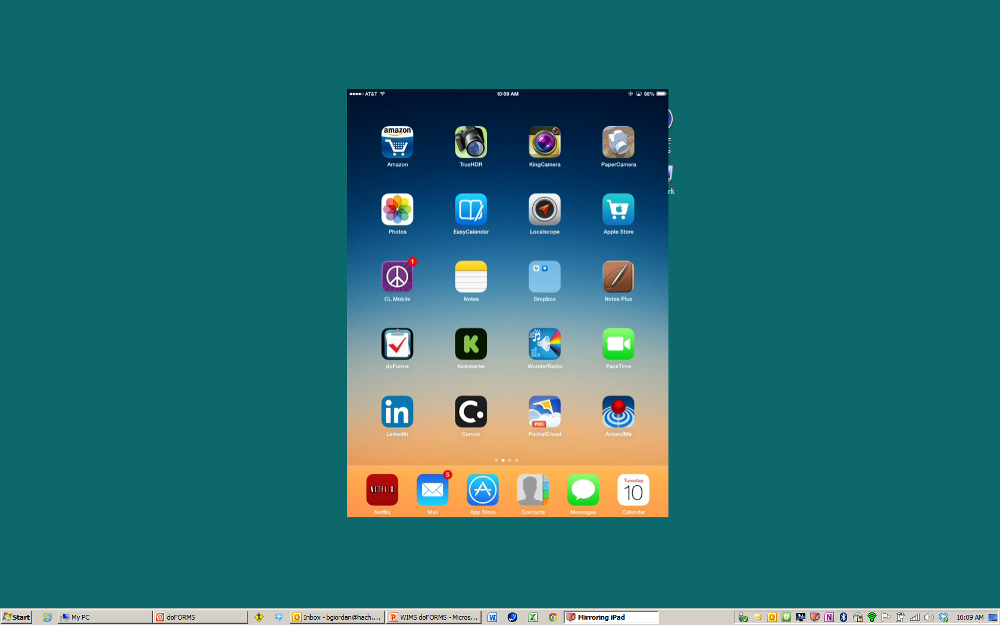 AT&T 10:09 AM 98%
amazon
Amazon TrueHDR KingCamera PaperCamera
E
S
rk
Photos EasyCalendar Localscope Apple Store
1
CL Mobile Notes Dropbox Notes Plus
K
doForms Kickstarter WunderRadio FaceTime
in C
PRO
LinkedIn Concur PocketCloud AroundMe
5
Tuesday
NETFLIX 10
Netflix Mail App Store Contacts Messages Calendar
Start My PC doFORMS Inbox - bgiordan@hach.... WIMS doFORMS - Micros... Mirroring iPad 10:09 AM